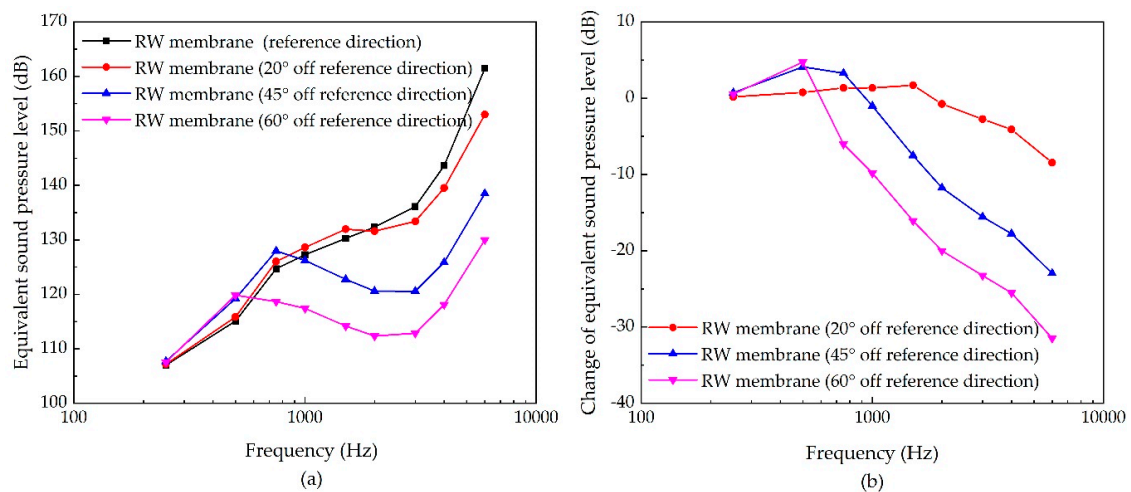 170
160
150
140
130
120
110
100
Equivalent sound pressure level (dB)
RW membrane (reference direction)
RW membrane (20° off reference direction)
RW membrane (45° off reference direction)
RW membrane (60° off reference direction)
100
1000
10000
Frequency (Hz)
(a)
10
0
-10
-20
-30
-40
Change of equivalent sound pressure level (dB)
RW membrane (20° off reference direction)
RW membrane (45° off reference direction)
RW membrane (60° off reference direction)
100
1000
10000
Frequency (Hz)
(b)